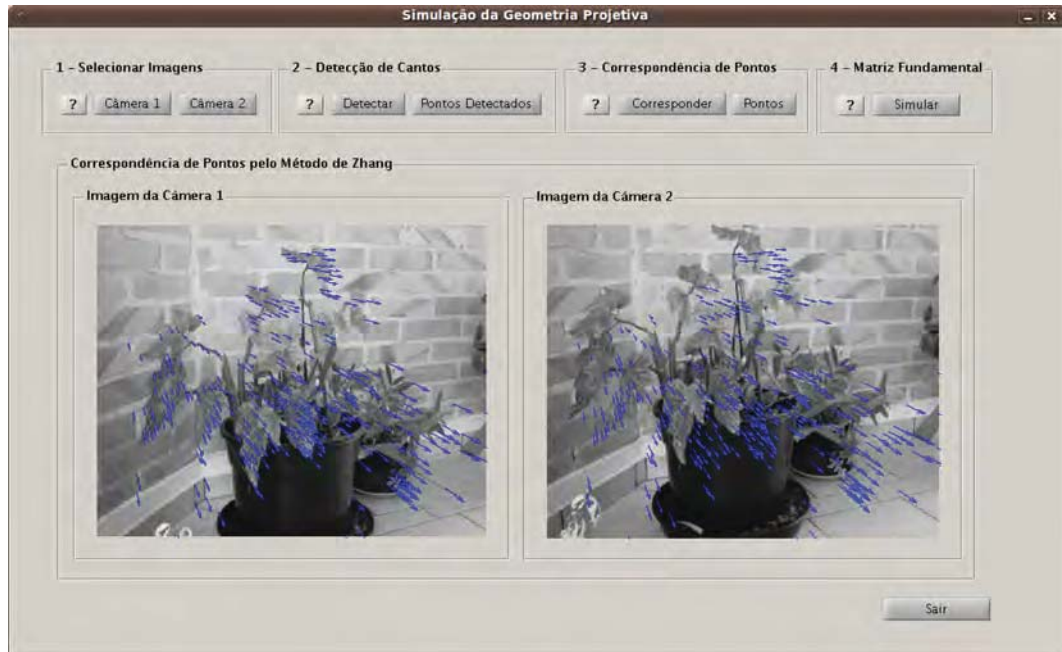 Simulação da Geometria Projetiva
1 – Selecionar Imagens
? Câmera 1 Câmera 2
2 – Detecção de Cantos
? Detectar Pontos Detectados
3 – Correspondência de Pontos
? Corresponder Pontos
4 – Matriz Fundamental
? Simular
Correspondência de Pontos pelo Método de Zhang
Imagem da Câmera 1
Imagem da Câmera 2
Sair